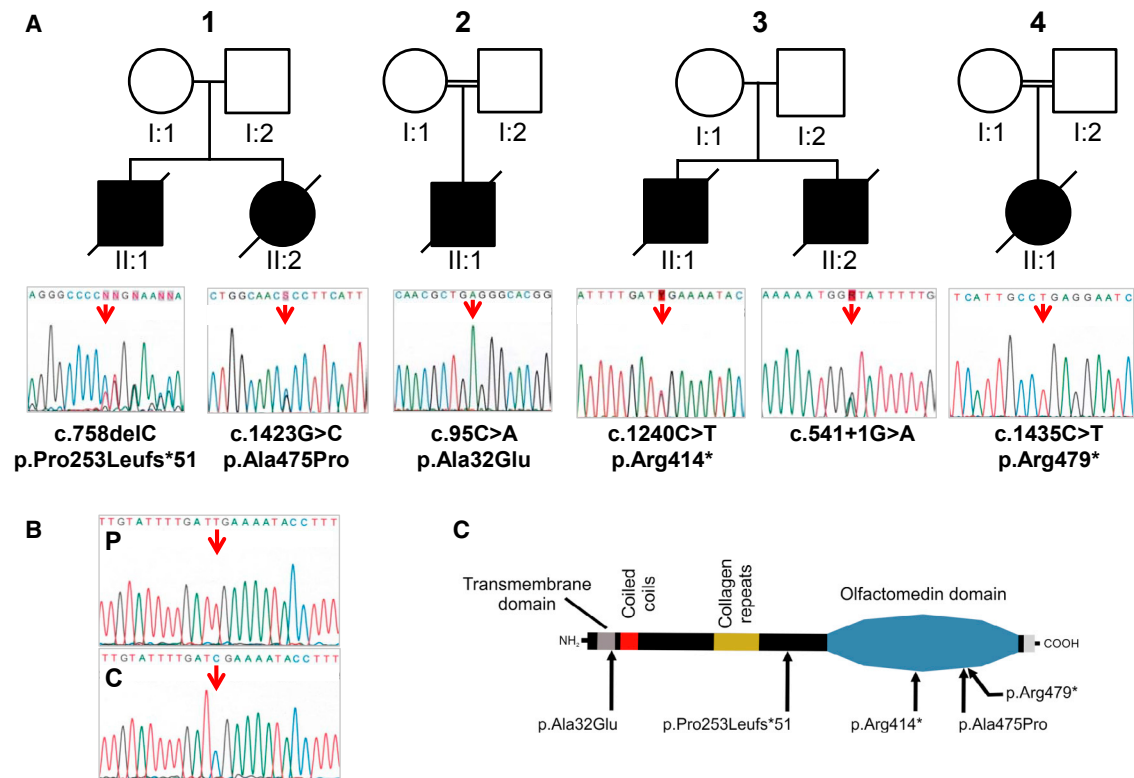 A
1 2 3 4
I:1 I:2 I:1 I:2 I:1 I:2 I:1 I:2
II:1 II:2 II:1 II:1 II:2 II:1
AGGGCCCCNNGNAANNA CTGGCAACSCCTTCATT CAACGCTGAGGGCACGG ATTTTGATYGAAAATAC AAAAATGGRTATTTTTG TCATTGCCTGAGGAATC
c.758delC c.1423G>C c.95C>A c.1240C>T c.541+1G>A c.1435C>T
p.Pro253Leufs*51 p.Ala475Pro p.Ala32Glu p.Arg414* p.Arg479*
B
TTGTATTTTGATTGAAAATACCTTT
P
TTGTATTTTGATCGAAAATACCTTT
C
C
Transmembrane
domain
Coiled
coils
Collagen
repeats
Olfactomedin domain
NH2
COOH
p.Arg479*
p.Ala32Glu p.Pro253Leufs*51 p.Arg414* p.Ala475Pro